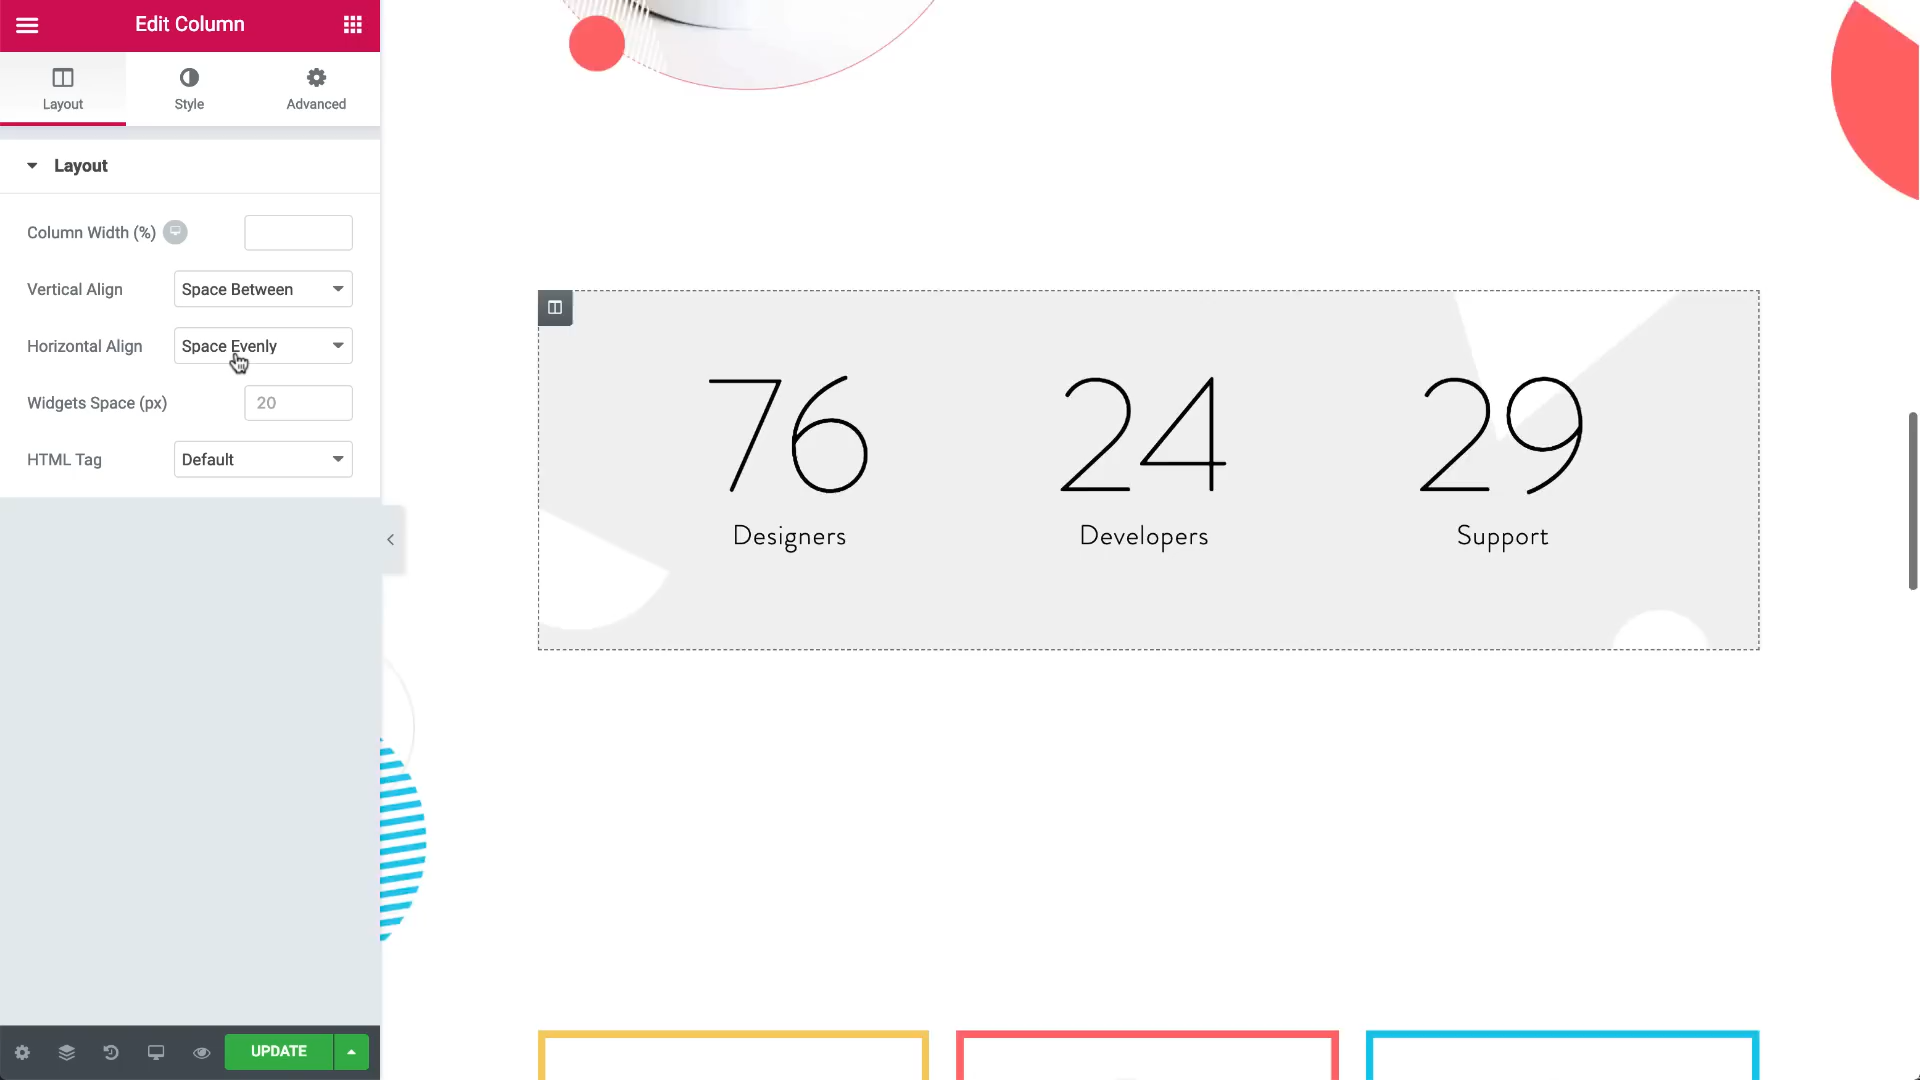 Edit Column
Layout
Style
Advanced
Layout
Column Width (%)
Vertical Align
Space Between
Horizontal Align
Space Evenly
Widgets Space (px)
20
HTML Tag
Default
UPDATE
76
24
29
Designers
Developers
Support